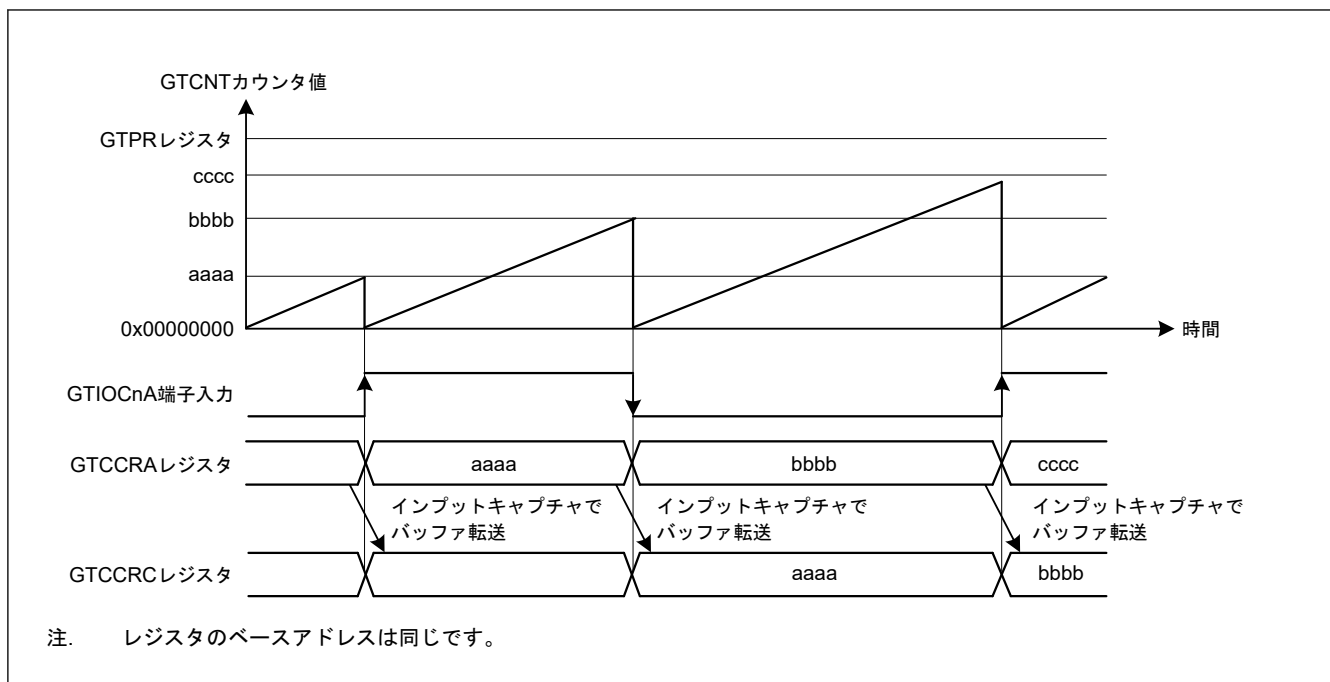 GTCNTカウンタ値
GTPRレジスタ
cccc
bbbb
aaaa
0x00000000
時間
GTIOCnA端子入力
GTCCRAレジスタ
aaaa
bbbb
cccc
インプットキャプチャで
バッファ転送
インプットキャプチャで
バッファ転送
インプットキャプチャで
バッファ転送
GTCCRCレジスタ
aaaa
bbbb
注. レジスタのベースアドレスは同じです。